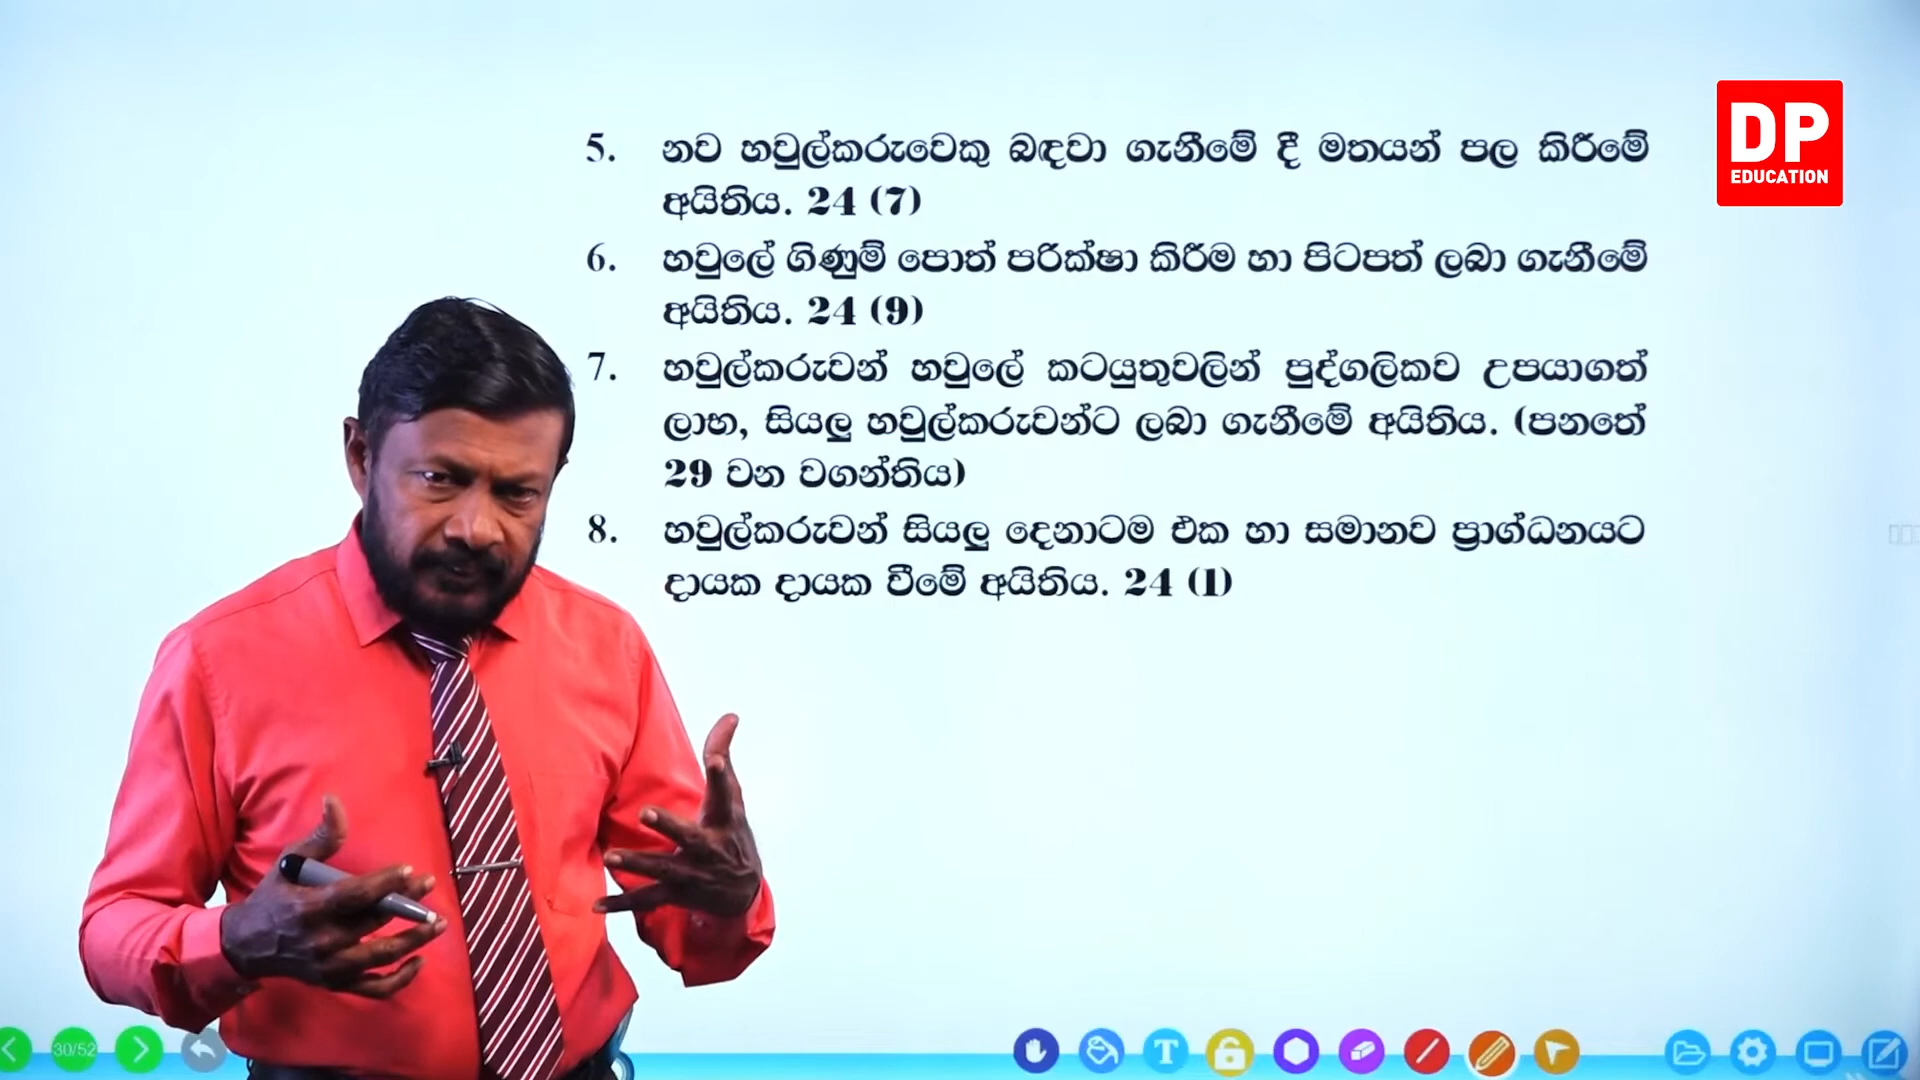 DP
EDUCATION
5. නව හවුල්කරුවෙකු බඳවා ගැනීමේ දී මතයන් පල කිරීමේ
අයිතිය. 24 (7)
6. හවුලේ ගිණුම් පොත් පරික්ෂා කිරීම හා පිටපත් ලබා ගැනීමේ
අයිතිය. 24 (9)
7. හවුල්කරුවන් හවුලේ කටයුතුවලින් පුද්ගලිකව උපයාගත්
ලාභ, සියලු හවුල්කරුවන්ට ලබා ගැනීමේ අයිතිය. (පනතේ
29 වන වගන්තිය)
8. හවුල්කරුවන් සියලු දෙනාටම එක හා සමානව ප්‍රාග්ධනයට
දායක දායක වීමේ අයිතිය. 24 (1)
30/52
T